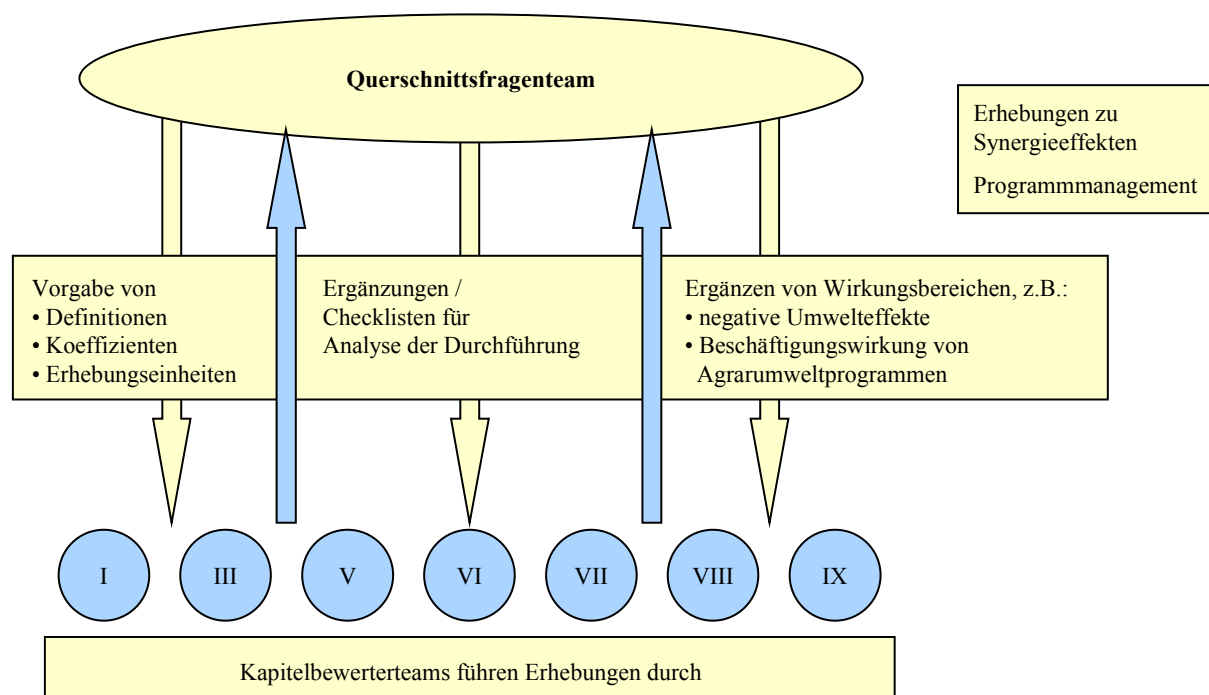 Querschnittsfragenteam
Erhebungen zu
Synergieeffekten
Programmmanagement
Vorgabe von
• Definitionen
• Koeffizienten
• Erhebungseinheiten
Ergänzungen /
Checklisten für
Analyse der Durchführung
Ergänzen von Wirkungsbereichen, z.B.:
• negative Umwelteffekte
• Beschäftigungswirkung von
Agrarumweltprogrammen
I
III
V
VI
VII
VIII
IX
Kapitelbewerterteams führen Erhebungen durch